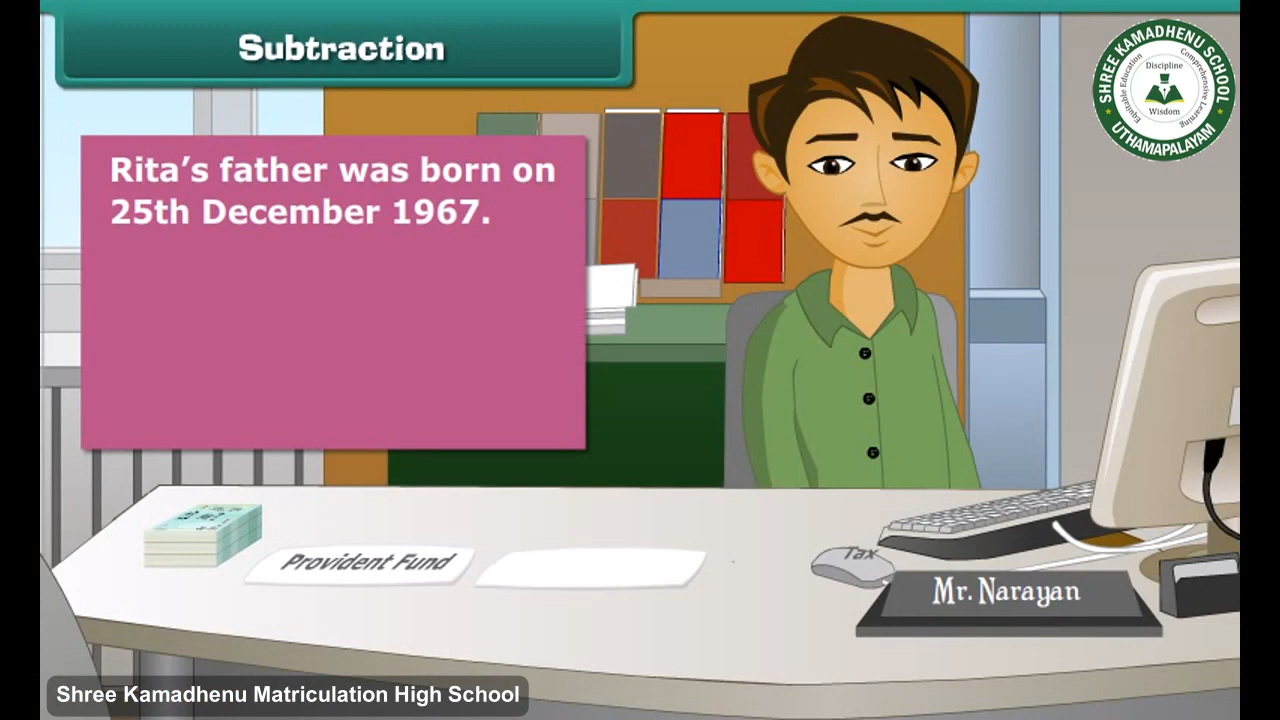 Subtraction
SHREE KAMADHENU SCHOOL
Equitable Education
Discipline
Comprehensive Learning
Wisdom
UTHAMAPALAYAM
Rita’s father was born on
25th December 1967.
Provident Fund
Tax
Mr. Narayan
Shree Kamadhenu Matriculation High School